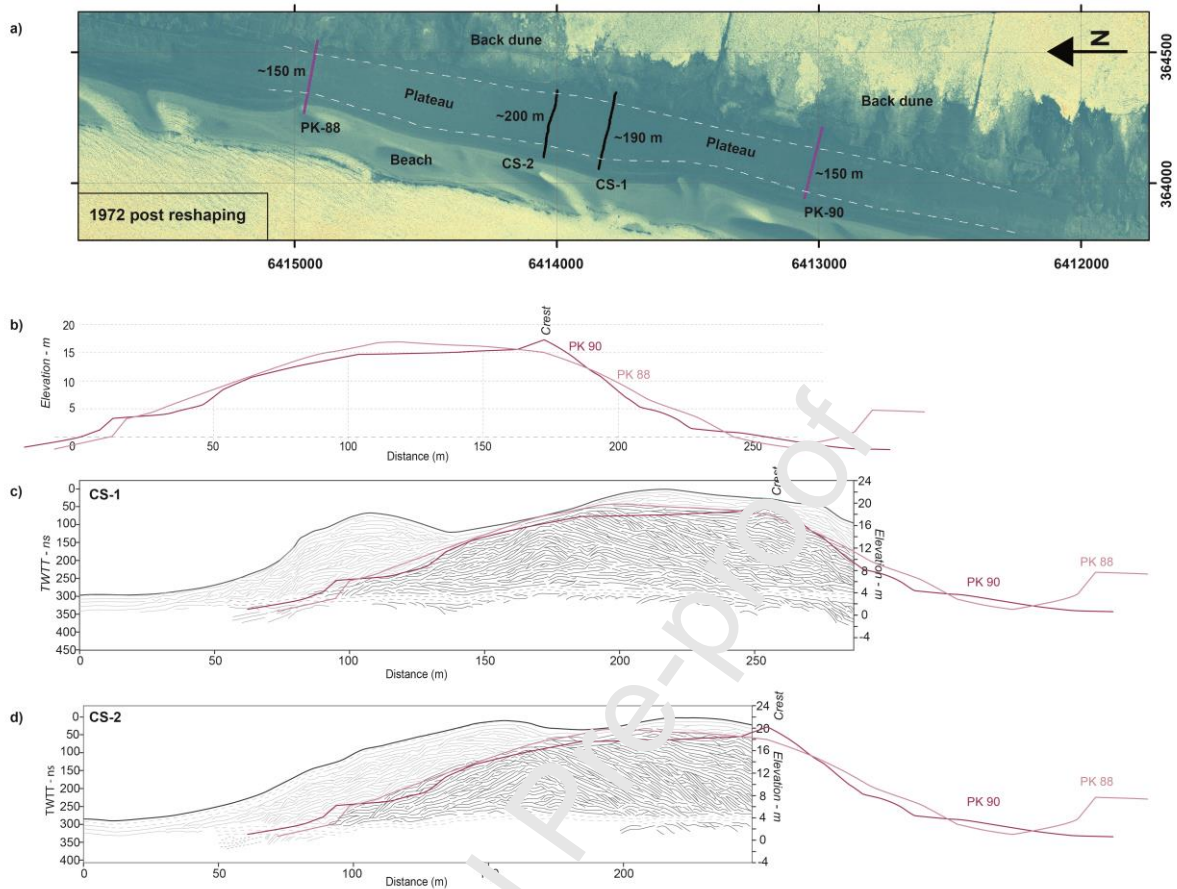 a)
Back dune
N
364500
~150 m
Plateau
~200 m
Back dune
~190 m
Plateau
PK-88
CS-2
Beach
CS-1
~150 m
364000
PK-90
1972 post reshaping
6415000 6414000 6413000 6412000
b)
Crest
20
PK 90
15
PK 88
Elevation - m
10
5
0 50 100 150 200 250
Distance (m)
c)
CS-1
Crest
TWTT - ns
0
50
100
150
200
250
300
350
400
450
24
20
16
12
8
4
0
-4
Elevation - m
PK 88
PK 90
0 50 100 150 200 250
Distance (m)
d)
CS-2
Crest
TWTT - ns
0
50
100
150
200
250
300
350
400
24
20
16
12
8
4
0
-4
Elevation - m
PK 88
PK 90
0 50 100 150 200
Distance (m)
Pre-proof